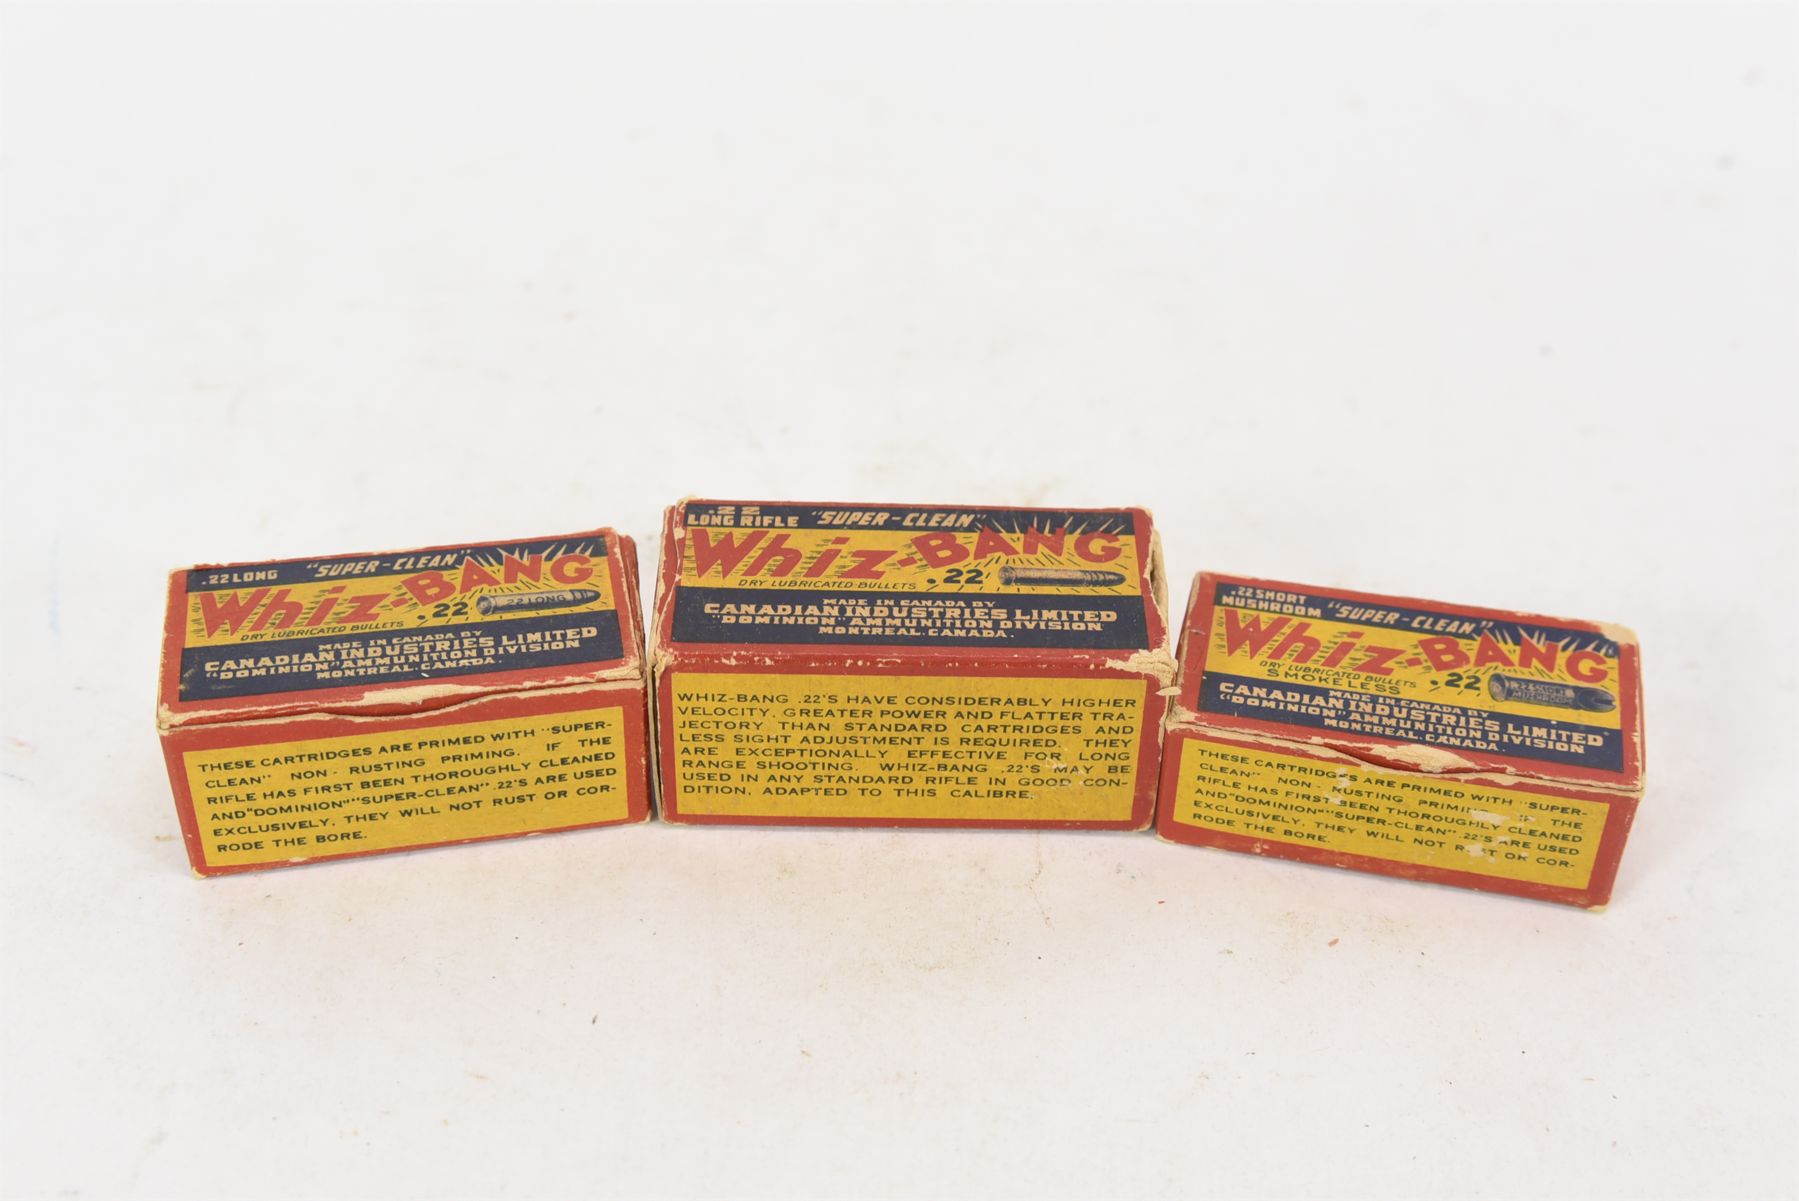 .22 LONG "SUPER-CLEAN"
Whiz-BANG
DRY LUBRICATED BULLETS .22
22 LONG
MADE IN CANADA BY
CANADIAN INDUSTRIES LIMITED
"DOMINION" AMMUNITION DIVISION
MONTREAL. CANADA.
THESE CARTRIDGES ARE PRIMED WITH "SUPER-
CLEAN" NON-RUSTING PRIMING. IF THE
RIFLE HAS FIRST BEEN THOROUGHLY CLEANED
AND "DOMINION" "SUPER-CLEAN" .22'S ARE USED
EXCLUSIVELY, THEY WILL NOT RUST OR COR-
RODE THE BORE.
.22
LONG RIFLE "SUPER-CLEAN"
Whiz-BANG
DRY LUBRICATED BULLETS .22
MADE IN CANADA BY
CANADIAN INDUSTRIES LIMITED
"DOMINION" AMMUNITION DIVISION
MONTREAL. CANADA.
WHIZ-BANG .22'S HAVE CONSIDERABLY HIGHER
VELOCITY, GREATER POWER AND FLATTER TRA-
JECTORY THAN STANDARD CARTRIDGES AND
LESS SIGHT ADJUSTMENT IS REQUIRED. THEY
ARE EXCEPTIONALLY EFFECTIVE FOR LONG
RANGE SHOOTING. WHIZ-BANG .22'S MAY BE
USED IN ANY STANDARD RIFLE IN GOOD CON-
DITION, ADAPTED TO THIS CALIBRE.
.22 SHORT
MUSHROOM "SUPER-CLEAN"
Whiz-BANG
DRY LUBRICATED BULLETS .22
SMOKELESS
.22 SHORT
MUSHROOM
MADE IN CANADA BY
CANADIAN INDUSTRIES LIMITED
"DOMINION" AMMUNITION DIVISION
MONTREAL. CANADA.
THESE CARTRIDGES ARE PRIMED WITH "SUPER-
CLEAN" NON-RUSTING PRIMING. IF THE
RIFLE HAS FIRST BEEN THOROUGHLY CLEANED
AND "DOMINION" "SUPER-CLEAN" .22'S ARE USED
EXCLUSIVELY, THEY WILL NOT RUST OR COR-
RODE THE BORE.